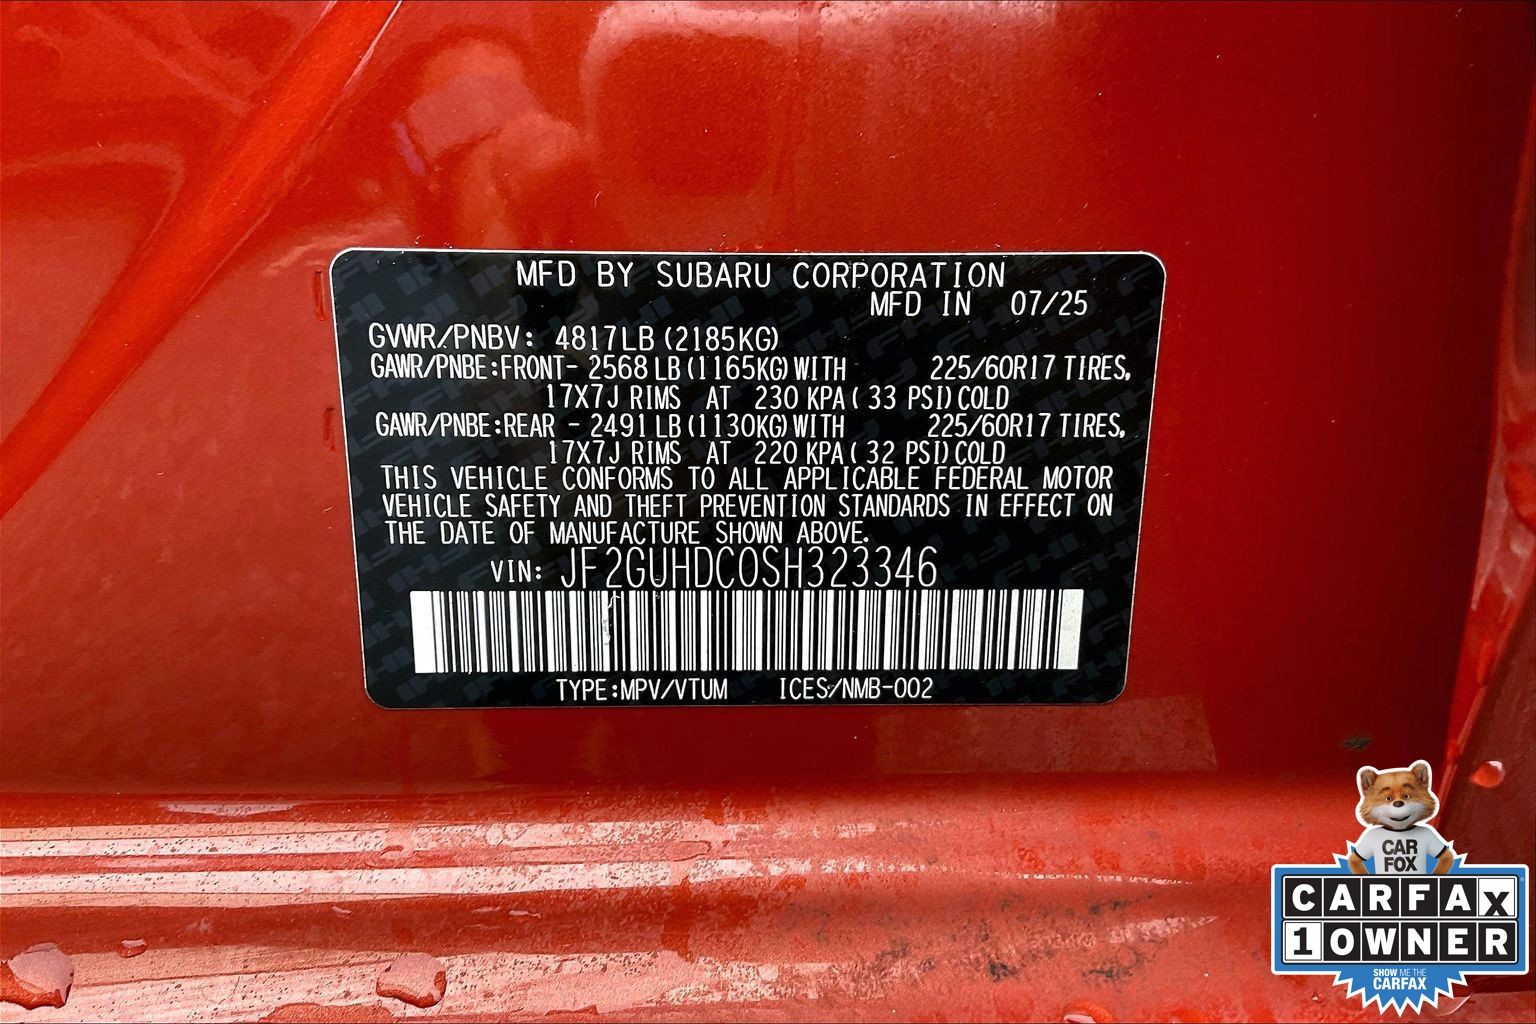 MFD BY SUBARU CORPORATION
MFD IN 07/25
GVWR/PNBV: 4817LB (2185KG)
GAWR/PNBE:FRONT- 2568 LB (1165KG) WITH 225/60R17 TIRES,
17X7J RIMS AT 230 KPA ( 33 PSI) COLD
GAWR/PNBE:REAR - 2491 LB (1130KG) WITH 225/60R17 TIRES,
17X7J RIMS AT 220 KPA ( 32 PSI) COLD
THIS VEHICLE CONFORMS TO ALL APPLICABLE FEDERAL MOTOR
VEHICLE SAFETY AND THEFT PREVENTION STANDARDS IN EFFECT ON
THE DATE OF MANUFACTURE SHOWN ABOVE.
VIN: JF2GUHDC0SH323346
TYPE:MPV/VTUM ICES/NMB-002
CAR
FOX
CARFAX
1 OWNER
SHOW ME THE
CARFAX